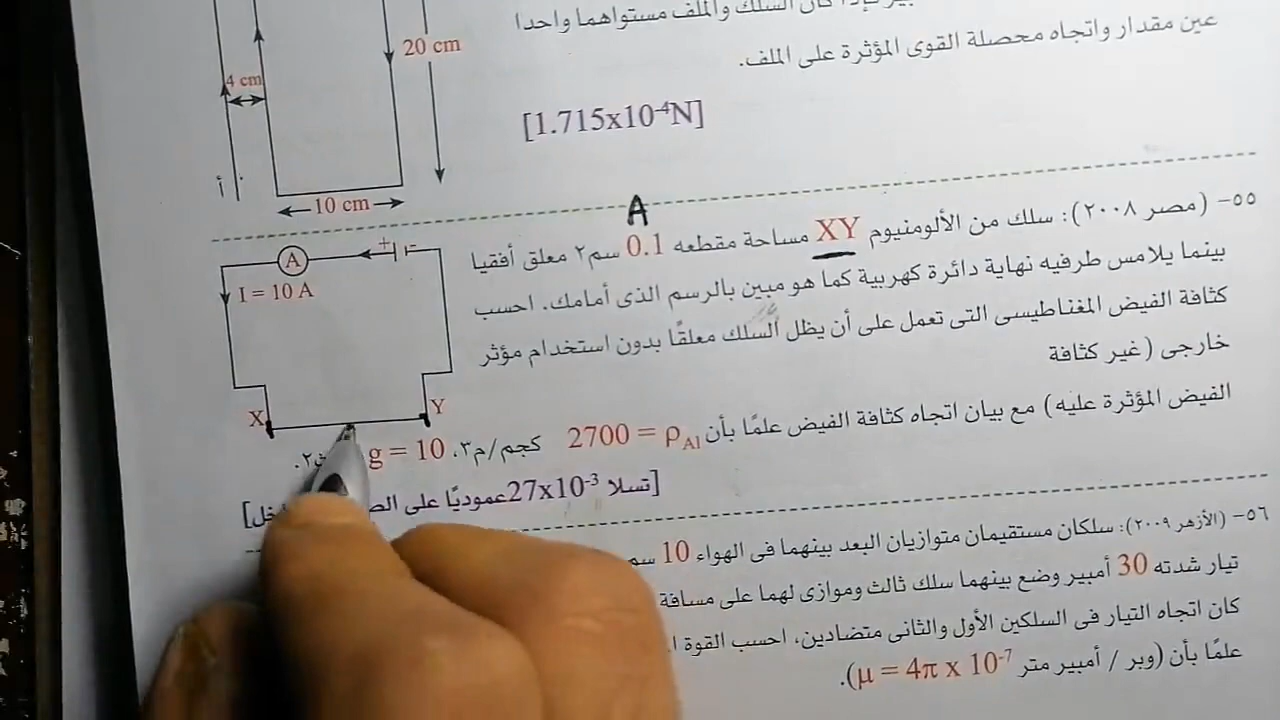 السلك والملف مستواهما واحدا
عين مقدار واتجاه محصلة القوى المؤثرة على الملف.
[1.715x10-4N]
20 cm
4 cm
أ
10 cm
A
٥٥- (مصر ٢٠٠٨): سلك من الألومنيوم XY مساحة مقطعه 0.1 سم٢ معلق أفقيا
بينما يلامس طرفيه نهاية دائرة كهربية كما هو مبين بالرسم الذى أمامك. احسب
كثافة الفيض المغناطيسى التى تعمل على أن يظل السلك معلقًا بدون استخدام مؤثر
خارجى (غير كثافة
الفيض المؤثرة عليه) مع بيان اتجاه كثافة الفيض علمًا بأن ρAl = 2700
كجم/م٣، g = 10
[27x10-3 تسلا عموديًا على
A
+
I = 10 A
X
Y
٥٦- (الأزهر ٢٠٠٩): سلكان مستقيمان متوازيان البعد بينهما فى الهواء 10 سم
تيار شدته 30 أمبير وضع بينهما سلك ثالث وموازى لهما على مسافة
كان اتجاه التيار فى السلكين الأول والثانى متضادين، احسب القوة
علمًا بأن (وبر / أمبير متر μ = 4π x 10-7).